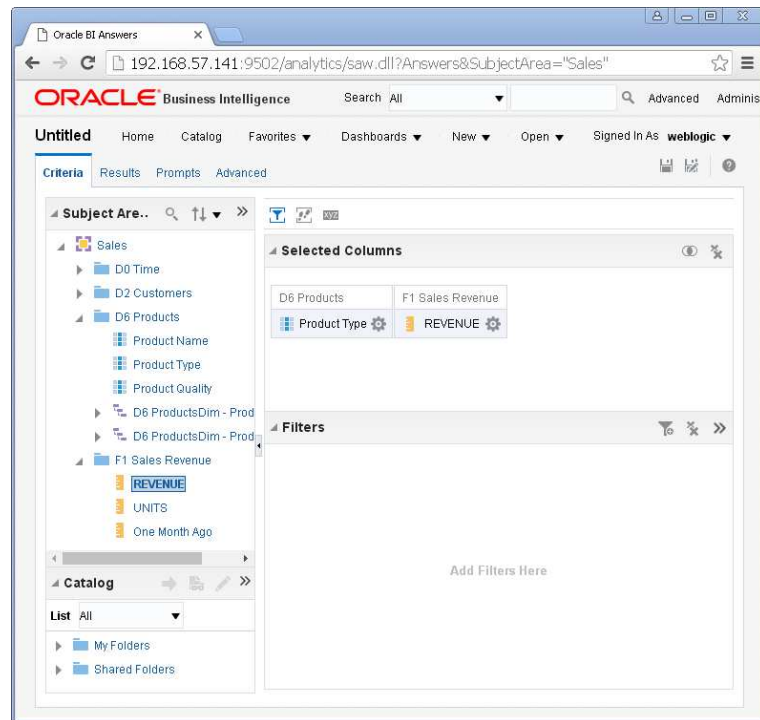 Oracle BI Answers
192.168.57.141:9502/analytics/saw.dll?Answers&SubjectArea="Sales"
ORACLE Business Intelligence Search All Advanced Adminis
Untitled Home Catalog Favorites Dashboards New Open Signed In As weblogic
Criteria Results Prompts Advanced
Subject Are..
Sales
D0 Time
D2 Customers
D6 Products
Product Name
Product Type
Product Quality
D6 ProductsDim - Prod
D6 ProductsDim - Prod
F1 Sales Revenue
REVENUE
UNITS
One Month Ago
Catalog
List All
My Folders
Shared Folders
xyz
Selected Columns
D6 Products F1 Sales Revenue
Product Type REVENUE
Filters
Add Filters Here